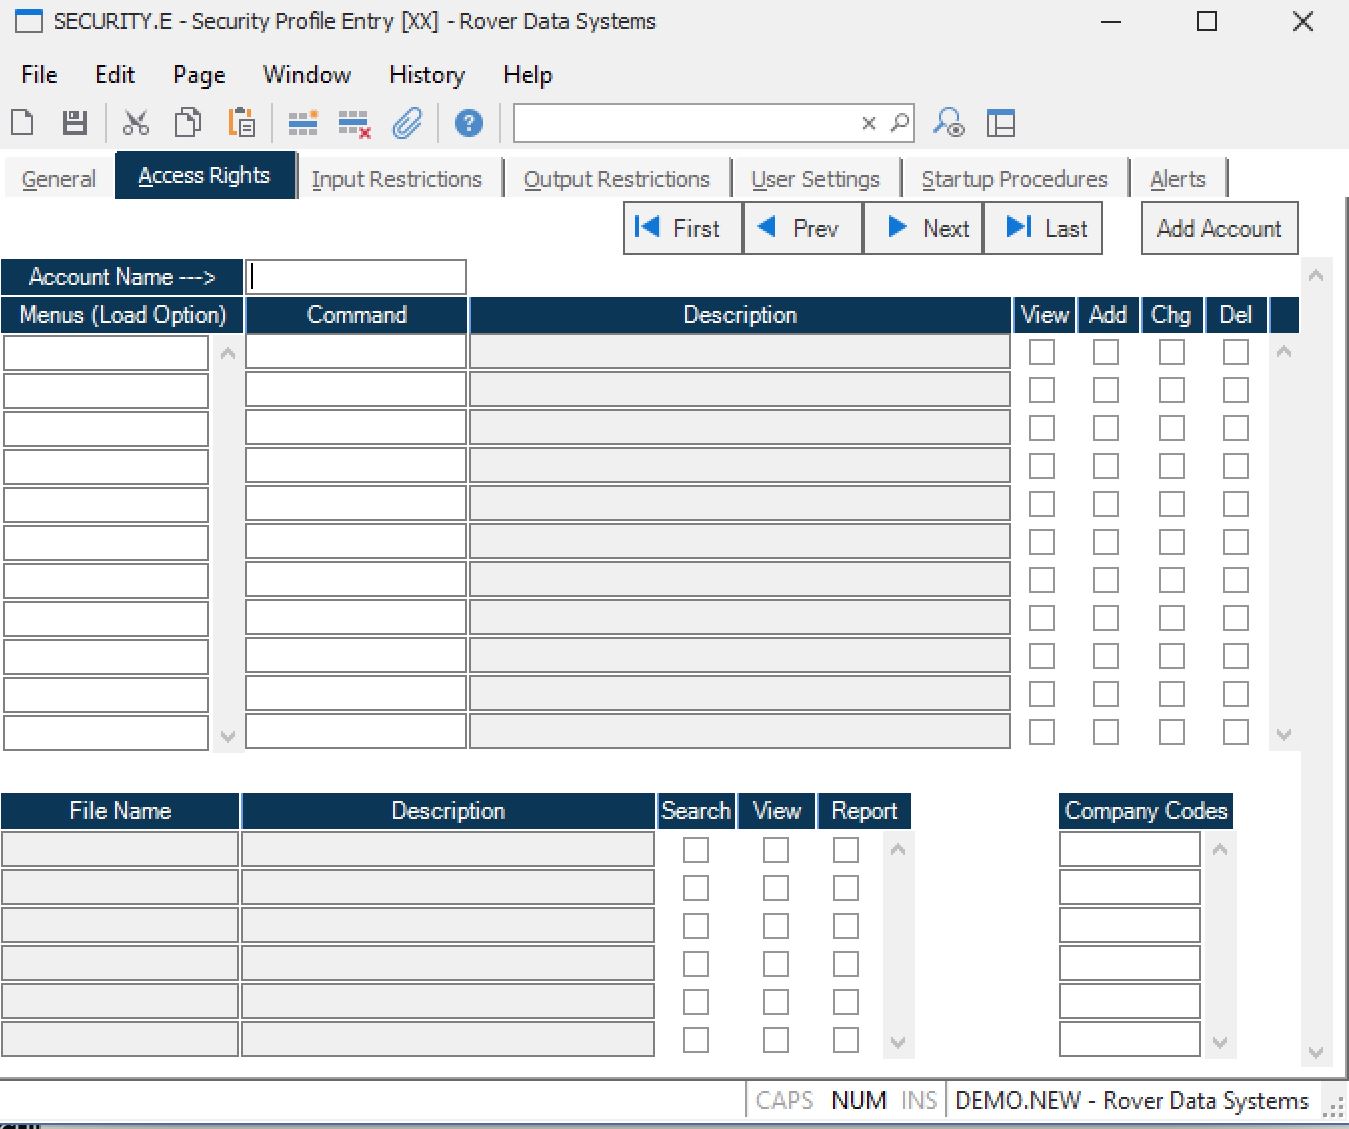 SECURITY.E - Security Profile Entry [XX] - Rover Data Systems
File Edit Page Window History Help
General Access Rights Input Restrictions Output Restrictions User Settings Startup Procedures Alerts
First Prev Next Last Add Account
Account Name --->
Menus (Load Option) Command Description View Add Chg Del
File Name Description Search View Report Company Codes
CAPS NUM INS DEMO.NEW - Rover Data Systems